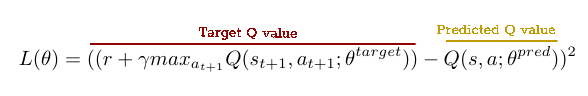 Target Q value
Predicted Q value
L(θ) = ((r + γmax_{a_{t+1}}Q(s_{t+1}, a_{t+1}; θ^{target})) − Q(s, a; θ^{pred}))^2